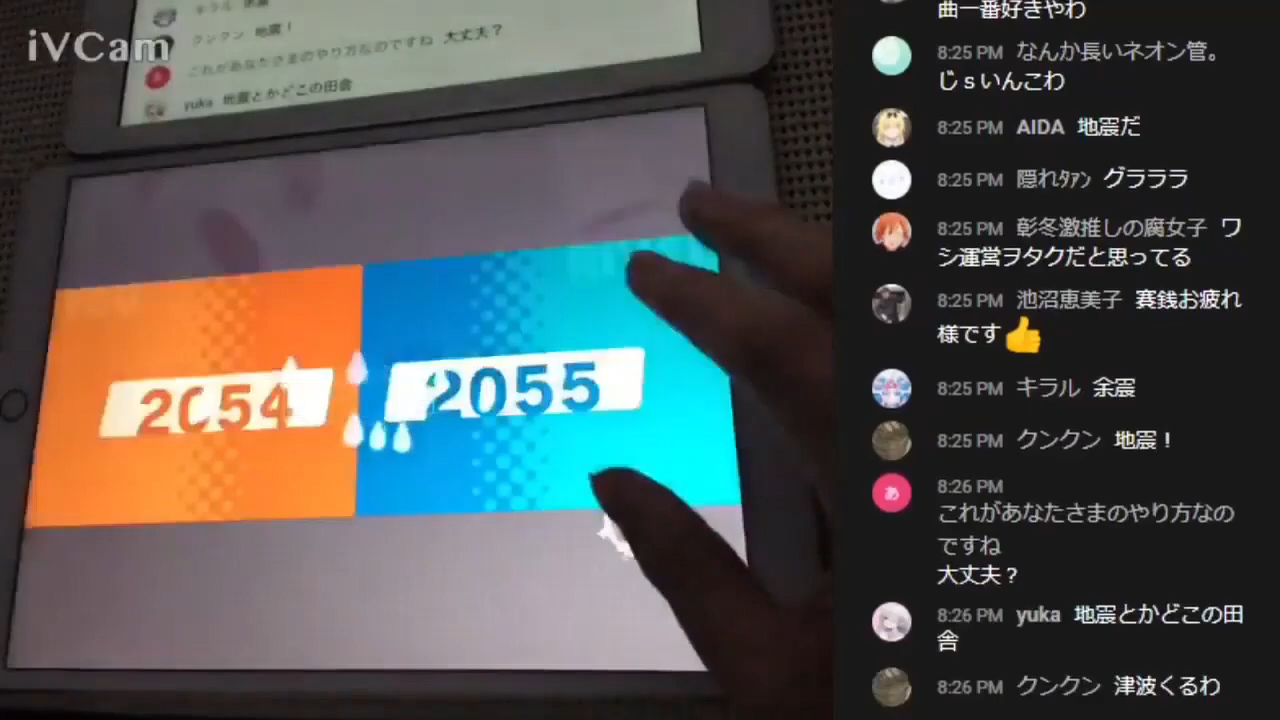 iVCam
キラル 余震
クンクン 地震！
これがあなたさまのやり方なのですね 大丈夫？
yuka 地震とかどこの田舎
2054
2055
曲一番好きやわ
8:25 PM なんか長いネオン管。
じｓいんこわ
8:25 PM AIDA 地震だ
8:25 PM 隠れﾀｧﾝ グラララ
8:25 PM 彰冬激推しの腐女子 ワ
シ運営ヲタクだと思ってる
8:25 PM 池沼恵美子 賽銭お疲れ
様です👍
8:25 PM キラル 余震
8:25 PM クンクン 地震！
あ
8:26 PM
これがあなたさまのやり方なの
ですね
大丈夫？
8:26 PM yuka 地震とかどこの田
舎
8:26 PM クンクン 津波くるわ